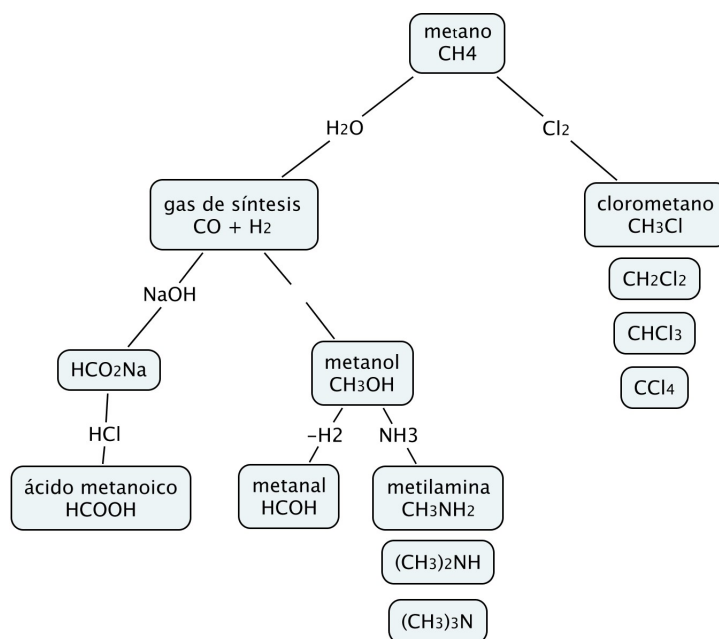 metano
CH4
H2O
Cl2
gas de síntesis
CO + H2
clorometano
CH3Cl
CH2Cl2
NaOH
CHCl3
HCO2Na
metanol
CH3OH
CCl4
HCl
-H2
NH3
ácido metanoico
HCOOH
metanal
HCOH
metilamina
CH3NH2
(CH3)2NH
(CH3)3N